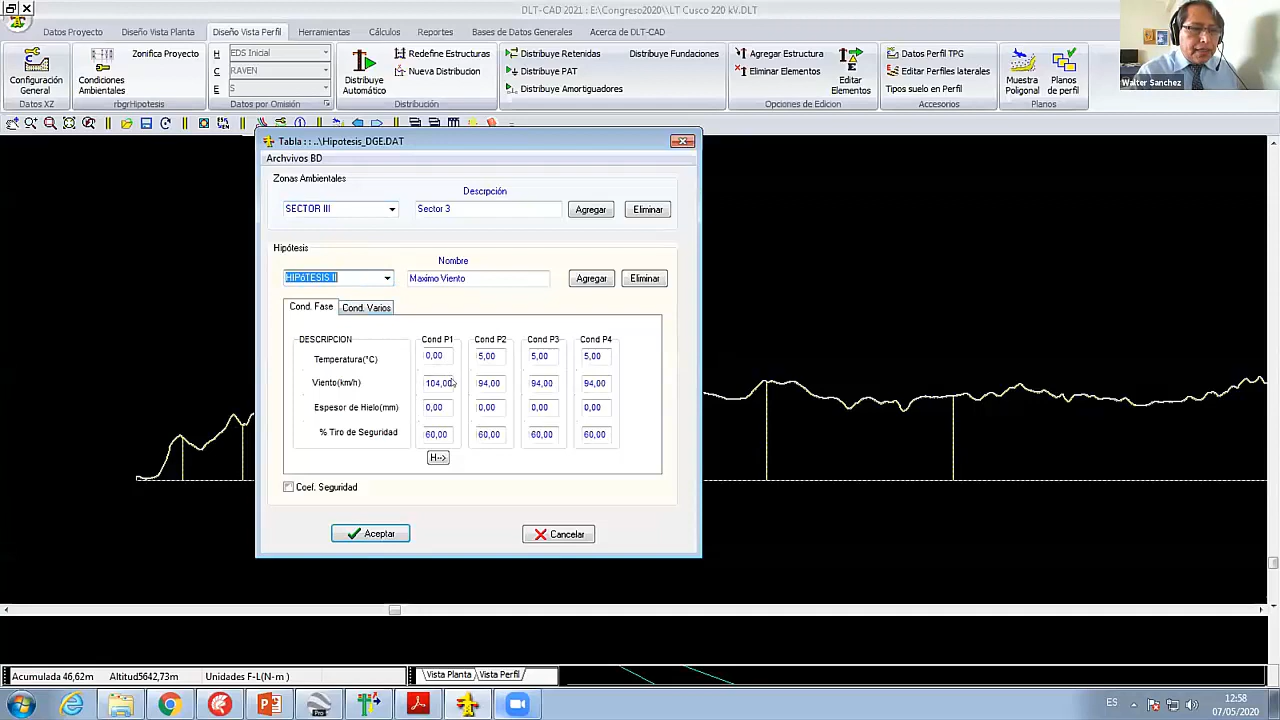 DLT-CAD 2021 : E:\Congreso2020\\LT Cusco 220 kV.DLT
Datos Proyecto
Diseño Vista Planta
Diseño Vista Perfil
Herramientas
Cálculos
Reportes
Bases de Datos Generales
Acerca de DLT-CAD
Configuración General
Datos XZ
Zonifica Proyecto
Condiciones Ambientales
rbgrHipotesis
H EDS Inicial
C RAVEN
E S
Datos por Omisión
Distribuye Automático
Redefine Estructuras
Nueva Distribucion
Distribución
Distribuye Retenidas
Distribuye Fundaciones
Distribuye PAT
Distribuye Amortiguadores
Agregar Estructura
Eliminar Elementos
Editar Elementos
Opciones de Edicion
Datos Perfil TPG
Editar Perfiles laterales
Tipos suelo en Perfil
Accesorios
Muestra Poligonal
Planos de perfil
Planos
Walter Sanchez
Tabla : : ..\Hipotesis_DGE.DAT
Archivos BD
Zonas Ambientales
Descrpción
SECTOR III
Sector 3
Agregar
Eliminar
Hipótesis
Nombre
HIPóTESIS II
Maximo Viento
Agregar
Eliminar
Cond. Fase
Cond. Varios
DESCRIPCION Cond P1 Cond P2 Cond P3 Cond P4
Temperatura(°C) 0,00 5,00 5,00 5,00
Viento(km/h) 104,00 94,00 94,00 94,00
Espesor de Hielo(mm) 0,00 0,00 0,00 0,00
% Tiro de Seguridad 60,00 60,00 60,00 60,00
H-->
Coef. Seguridad
Aceptar
Cancelar
Acumulada 46,62m Altitud5642,73m Unidades F-L(N-m )
Vista Planta
Vista Perfil
Pro
ES
12:58
07/05/2020